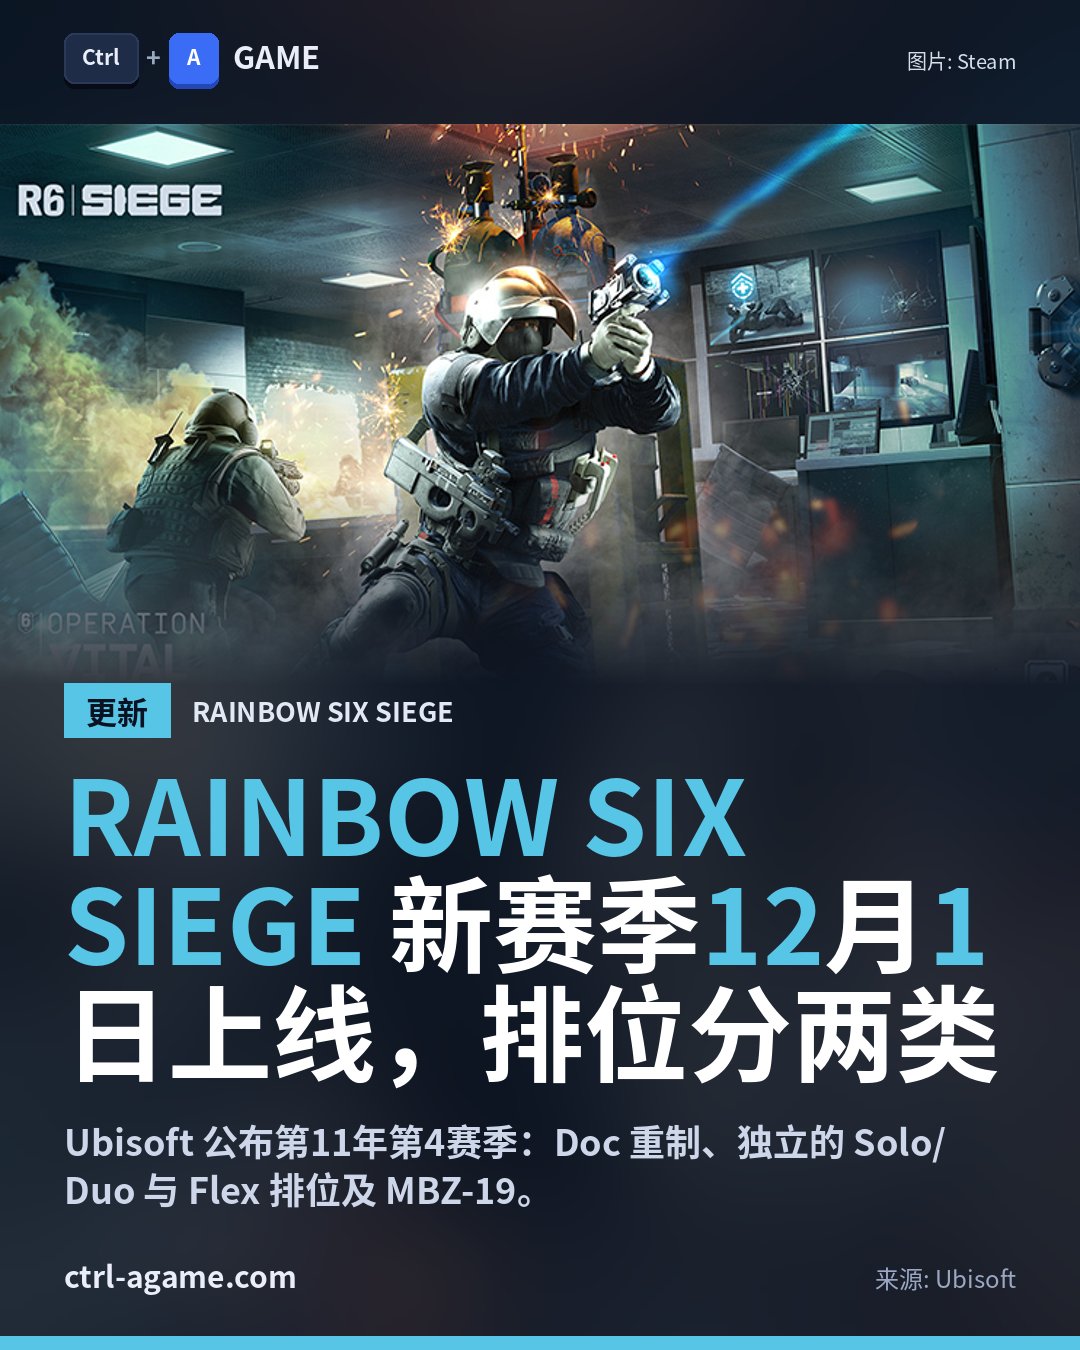 Ctrl + A GAME
图片: Steam
R6 SIEGE
OPERATION
VITAL
更新 RAINBOW SIX SIEGE
RAINBOW SIX
SIEGE 新赛季12月1
日上线，排位分两类
Ubisoft 公布第11年第4赛季：Doc 重制、独立的 Solo/
Duo 与 Flex 排位及 MBZ-19。
ctrl-agame.com
来源: Ubisoft